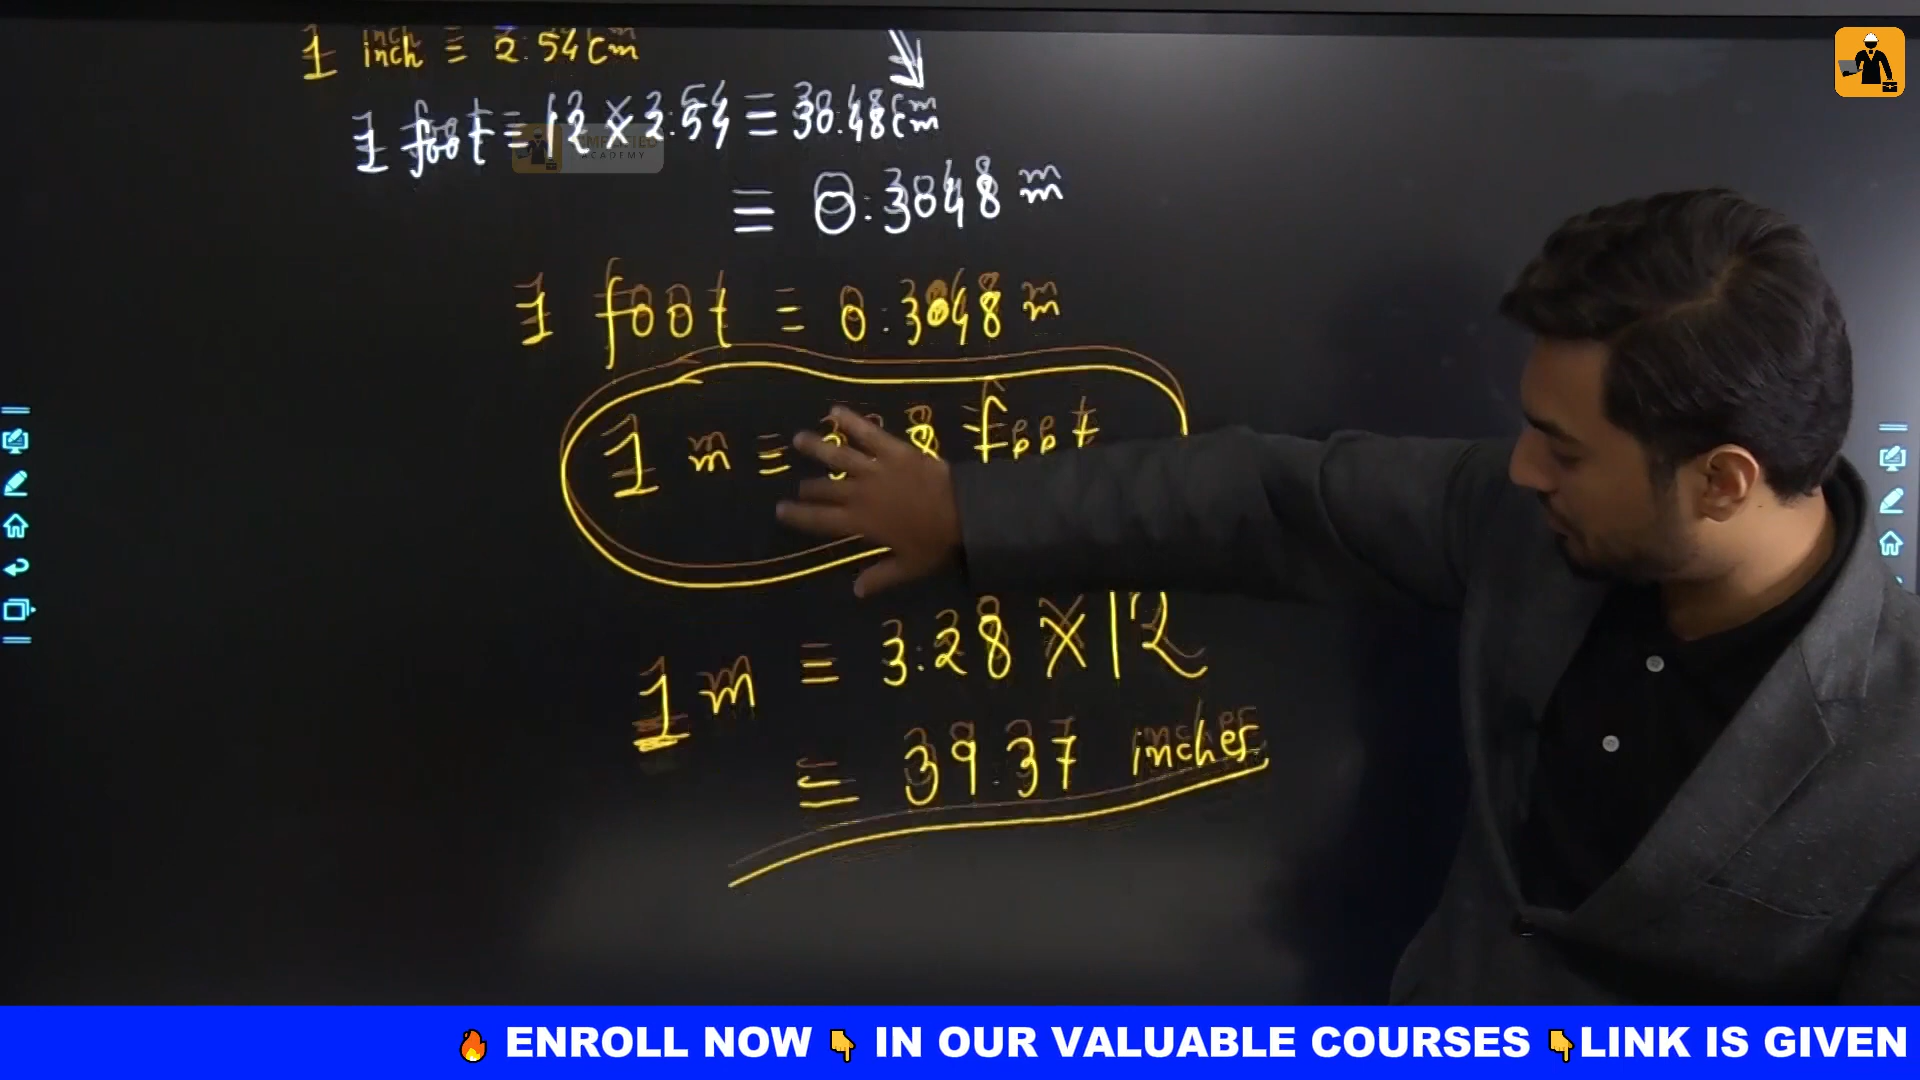 1 inch = 2.54 cm
1 foot = 12 × 2.54 = 30.48 cm
ACADEMY
= 0.3048 m
1 foot = 0.3048 m
1 m = 3 8 feet
1 m = 3.28 × 12
= 39.37 inches
🔥 ENROLL NOW 👇 IN OUR VALUABLE COURSES 👇 LINK IS GIVEN